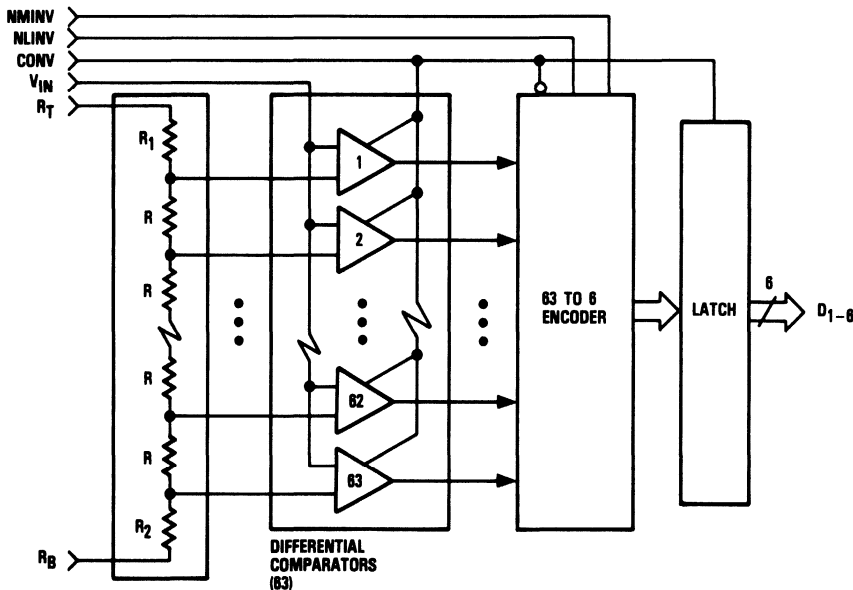 NMINV
NLINV
CONV
VIN
RT
R1
R
R
R
R
R2
RB
1
2
62
63
DIFFERENTIAL
COMPARATORS
(63)
63 TO 6
ENCODER
LATCH
6
D1–6